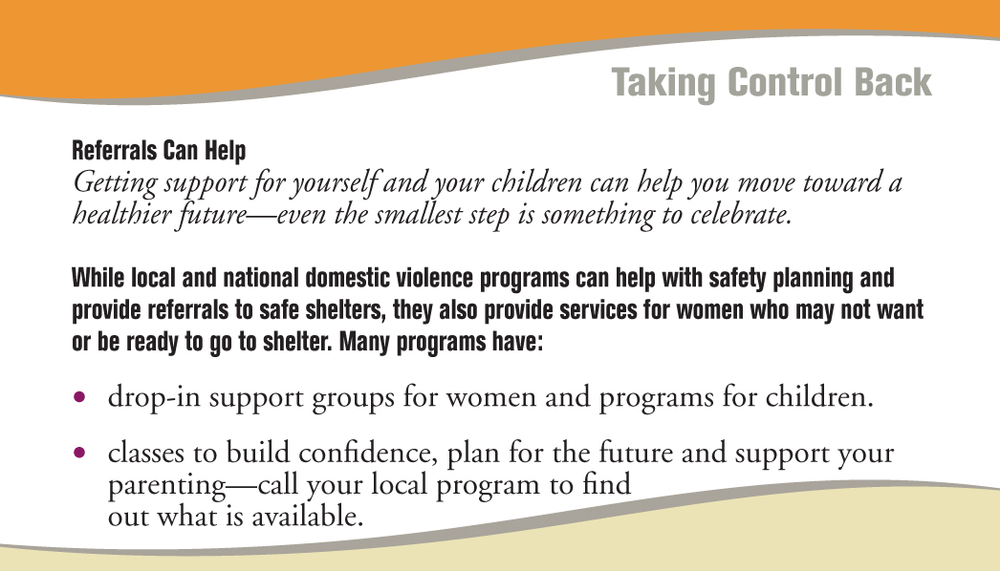 Taking Control Back
Referrals Can Help
Getting support for yourself and your children can help you move toward a
healthier future—even the smallest step is something to celebrate.
While local and national domestic violence programs can help with safety planning and
provide referrals to safe shelters, they also provide services for women who may not want
or be ready to go to shelter. Many programs have:
• drop-in support groups for women and programs for children.
• classes to build confidence, plan for the future and support your
parenting—call your local program to find
out what is available.